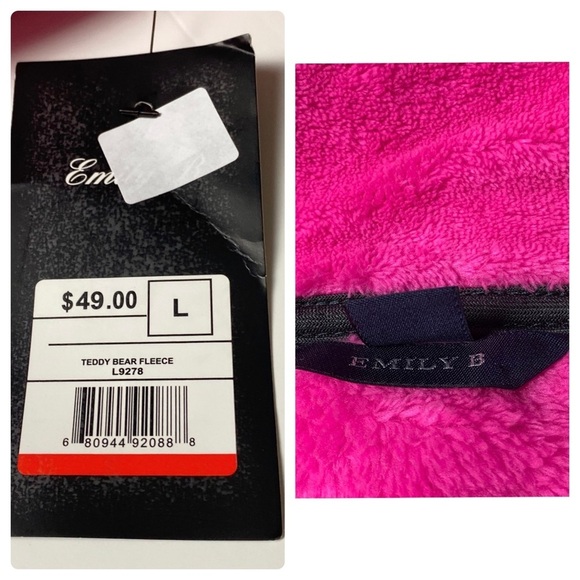 $49.00
L
TEDDY BEAR FLEECE
L9278
6 80944 92088 8
EMILY B